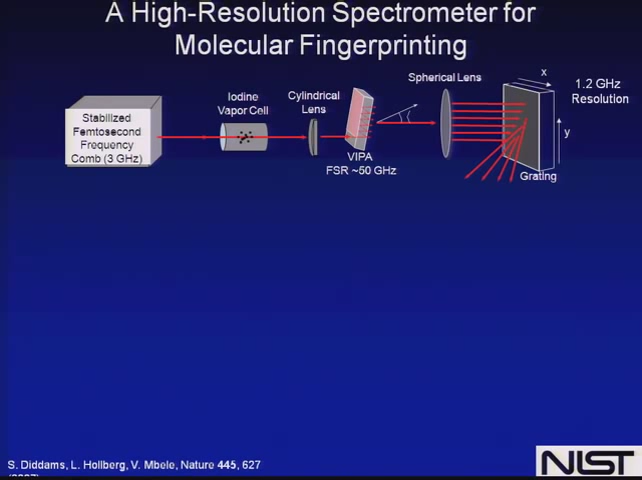 A High-Resolution Spectrometer for
Molecular Fingerprinting
Stabilized
Femtosecond
Frequency
Comb (3 GHz)
Iodine
Vapor Cell
Cylindrical
Lens
VIPA
FSR ~50 GHz
Spherical Lens
x
y
Grating
1.2 GHz
Resolution
S. Diddams, L. Hollberg, V. Mbele, Nature 445, 627
NIST